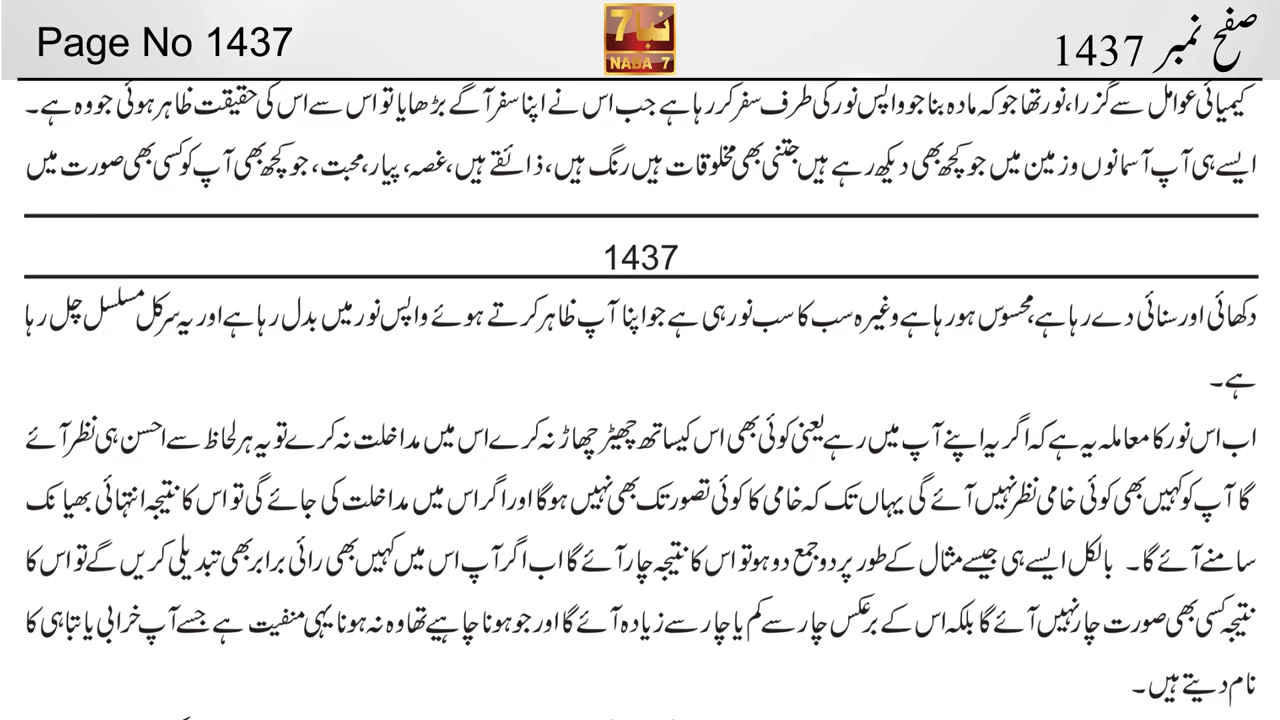 Page No 1437
نبا 7
NABA 7
صفح نمبر 1437
کیمیائی عوامل سے گزرا، نور تھا جو کہ مادہ بنا جو واپس نور کی طرف سفر کر رہا ہے جب اس نے اپنا سفر آگے بڑھایا تو اس سے اس کی حقیقت ظاہر ہوئی جو وہ ہے۔
ایسے ہی آپ آسمانوں وزمین میں جو کچھ بھی دیکھ رہے ہیں جتنی بھی مخلوقات ہیں رنگ ہیں، ذائقے ہیں، غصہ، پیار، محبت، جو کچھ بھی آپ کو کسی بھی صورت میں
1437
دکھائی اور سنائی دے رہا ہے، محسوس ہو رہا ہے وغیرہ سب کا سب نور ہی ہے جو اپنا آپ ظاہر کرتے ہوئے واپس نور میں بدل رہا ہے اور یہ سرکل مسلسل چل رہا
ہے۔
اب اس نور کا معاملہ یہ ہے کہ اگر یہ اپنے آپ میں رہے یعنی کوئی بھی اس کیساتھ چھیڑ چھاڑ نہ کرے اس میں مداخلت نہ کرے تو یہ ہر لحاظ سے احسن ہی نظر آئے
گا آپ کو کہیں بھی کوئی خامی نظر نہیں آئے گی یہاں تک کہ خامی کا کوئی تصور تک بھی نہیں ہوگا اور اگر اس میں مداخلت کی جائے گی تو اس کا نتیجہ انتہائی بھیانک
سامنے آئے گا۔ بالکل ایسے ہی جیسے مثال کے طور پر دو جمع دو ہو تو اس کا نتیجہ چار آئے گا اب اگر آپ اس میں کہیں بھی رائی برابر بھی تبدیلی کریں گے تو اس کا
نتیجہ کسی بھی صورت چار نہیں آئے گا بلکہ اس کے برعکس چار سے کم یا چار سے زیادہ آئے گا اور جو ہونا چاہیے تھا وہ نہ ہونا یہی منفیت ہے جسے آپ خرابی یا تباہی کا
نام دیتے ہیں۔